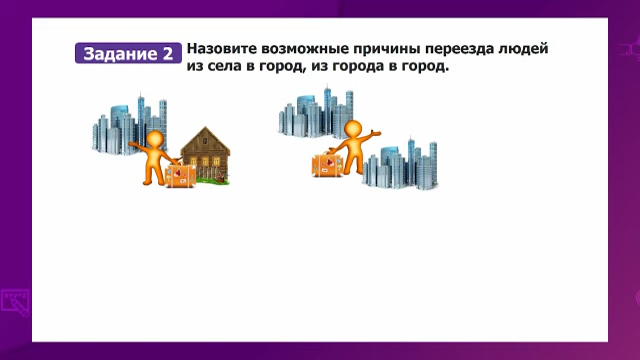 Задание 2
Назовите возможные причины переезда людей
из села в город, из города в город.